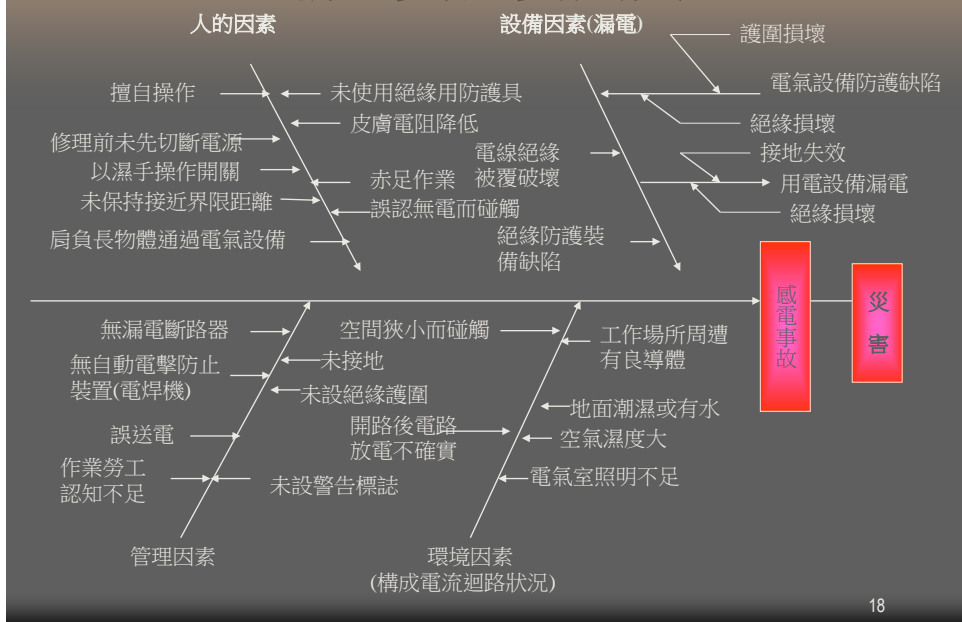 人的因素
設備因素(漏電)
護圍損壞
擅自操作
未使用絕緣用防護具
電氣設備防護缺陷
皮膚電阻降低
絕緣損壞
修理前未先切斷電源
電線絕緣
被覆破壞
接地失效
以濕手操作開關
赤足作業
用電設備漏電
未保持接近界限距離
誤認無電而碰觸
絕緣損壞
肩負長物體通過電氣設備
絕緣防護裝
備缺陷
感電事故
災害
無漏電斷路器
空間狹小而碰觸
工作場所周遭
有良導體
無自動電擊防止
裝置(電焊機)
未接地
未設絕緣護圍
地面潮濕或有水
誤送電
開路後電路
放電不確實
空氣濕度大
作業勞工
認知不足
未設警告標誌
電氣室照明不足
管理因素
環境因素
(構成電流迴路狀況)
18